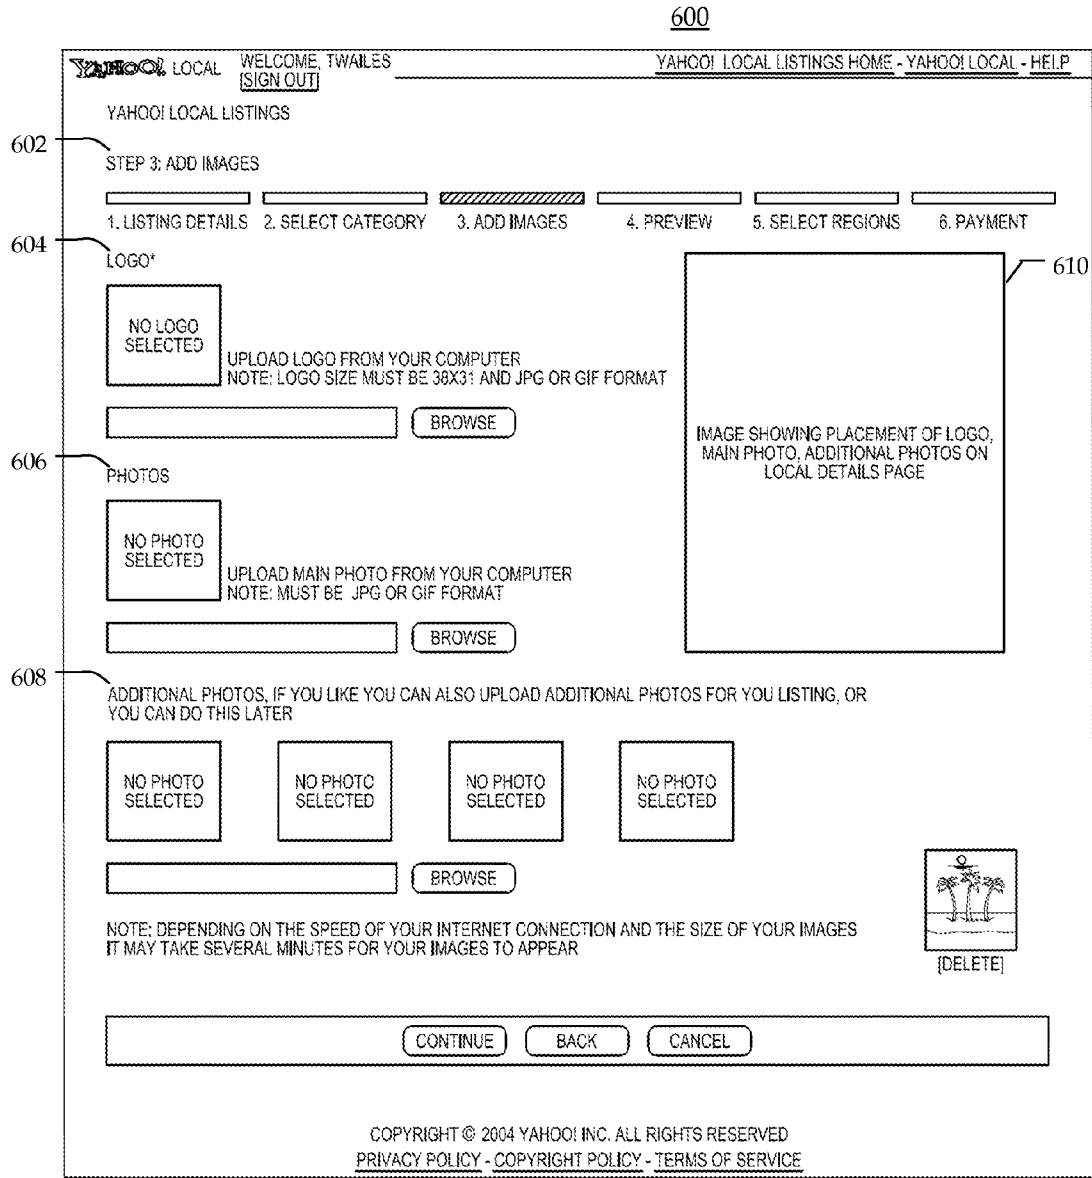 600
YAHOO! LOCAL
WELCOME, TWAILES
[SIGN OUT]
YAHOO! LOCAL LISTINGS HOME - YAHOO! LOCAL - HELP
YAHOO! LOCAL LISTINGS
602
STEP 3: ADD IMAGES
1. LISTING DETAILS 2. SELECT CATEGORY 3. ADD IMAGES 4. PREVIEW 5. SELECT REGIONS 6. PAYMENT
604
LOGO*
610
NO LOGO
SELECTED
UPLOAD LOGO FROM YOUR COMPUTER
NOTE: LOGO SIZE MUST BE 38X31 AND JPG OR GIF FORMAT
BROWSE
IMAGE SHOWING PLACEMENT OF LOGO,
MAIN PHOTO, ADDITIONAL PHOTOS ON
LOCAL DETAILS PAGE
606
PHOTOS
NO PHOTO
SELECTED
UPLOAD MAIN PHOTO FROM YOUR COMPUTER
NOTE: MUST BE JPG OR GIF FORMAT
BROWSE
608
ADDITIONAL PHOTOS, IF YOU LIKE YOU CAN ALSO UPLOAD ADDITIONAL PHOTOS FOR YOU LISTING, OR
YOU CAN DO THIS LATER
NO PHOTO NO PHOTO NO PHOTO NO PHOTO
SELECTED SELECTED SELECTED SELECTED
BROWSE
NOTE: DEPENDING ON THE SPEED OF YOUR INTERNET CONNECTION AND THE SIZE OF YOUR IMAGES
IT MAY TAKE SEVERAL MINUTES FOR YOUR IMAGES TO APPEAR
[DELETE]
CONTINUE BACK CANCEL
COPYRIGHT © 2004 YAHOO! INC. ALL RIGHTS RESERVED
PRIVACY POLICY - COPYRIGHT POLICY - TERMS OF SERVICE